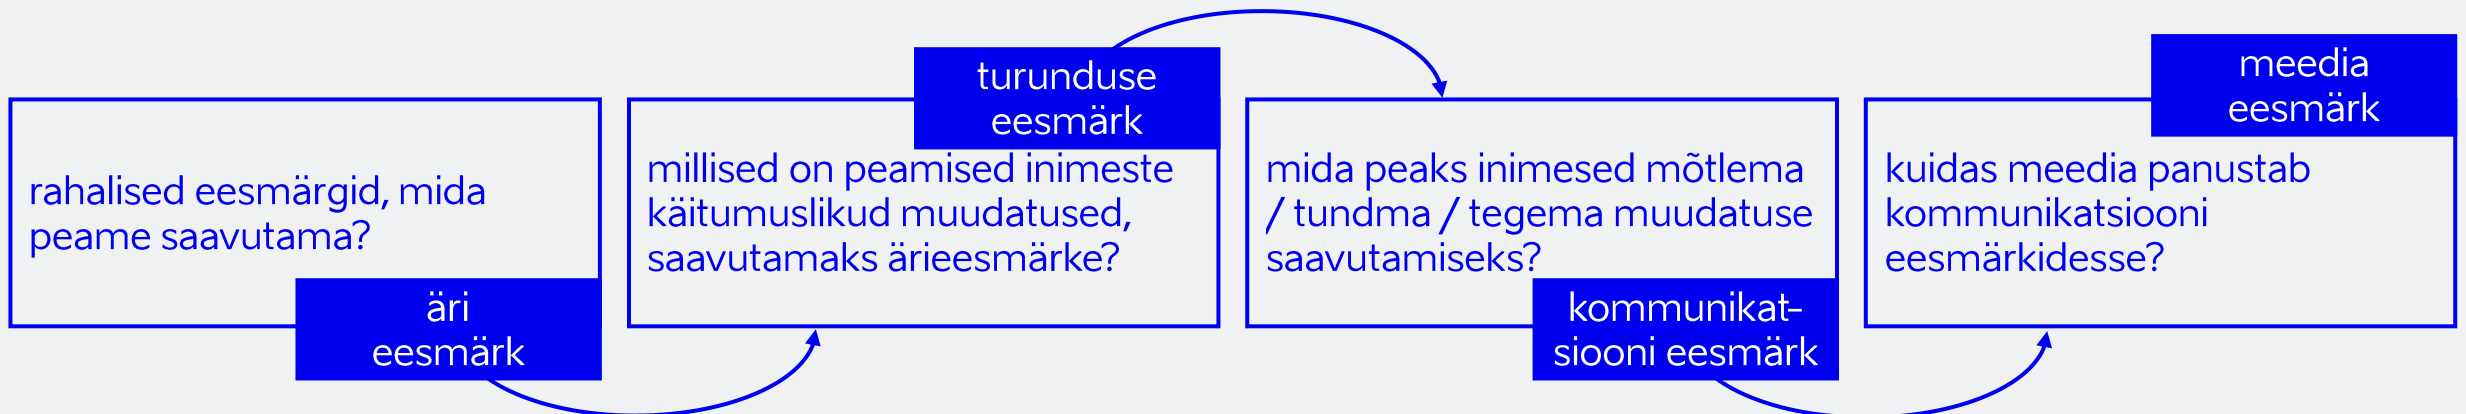 rahalised eesmärgid, mida
peame saavutama?
äri
eesmärk
turunduse
eesmärk
millised on peamised inimeste
käitumuslikud muudatused,
saavutamaks ärieesmärke?
mida peaks inimesed mõtlema
/ tundma / tegema muudatuse
saavutamiseks?
kommunikat-
siooni eesmärk
meedia
eesmärk
kuidas meedia panustab
kommunikatsiooni
eesmärkidesse?